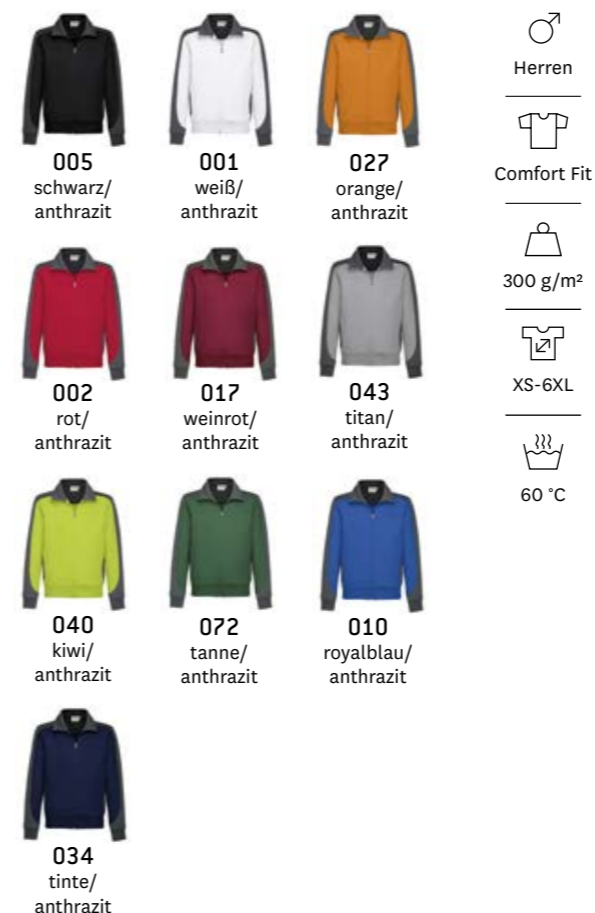 005
schwarz/
anthrazit
001
weiß/
anthrazit
027
orange/
anthrazit
002
rot/
anthrazit
017
weinrot/
anthrazit
043
titan/
anthrazit
040
kiwi/
anthrazit
072
tanne/
anthrazit
010
royalblau/
anthrazit
034
tinte/
anthrazit
Herren
Comfort Fit
300 g/m²
XS-6XL
60 °C